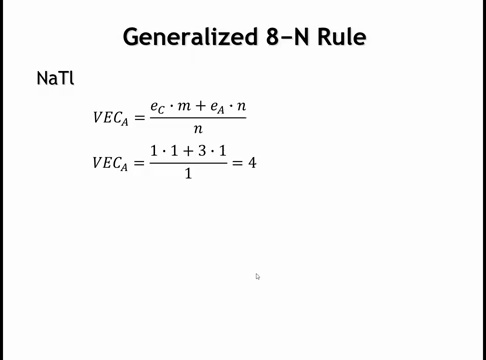 Generalized 8−N Rule
NaTl
VEC_A = (e_C · m + e_A · n) / n
VEC_A = (1 · 1 + 3 · 1) / 1 = 4